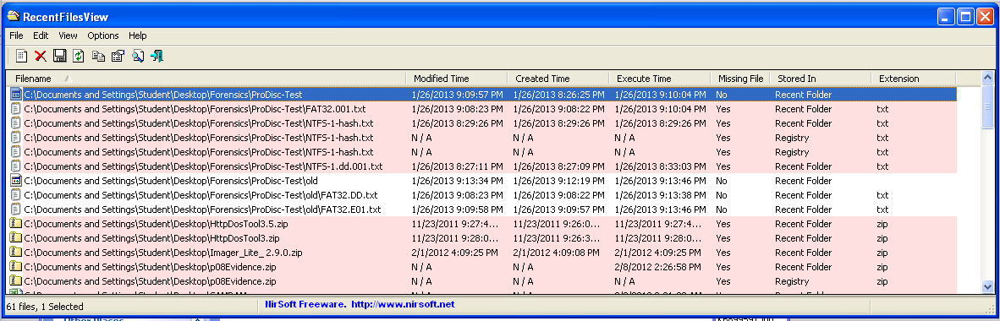 RecentFilesView
File Edit View Options Help
Filename Modified Time Created Time Execute Time Missing File Stored In Extension
C:\Documents and Settings\Student\Desktop\Forensics\ProDisc-Test 1/26/2013 9:09:57 PM 1/26/2013 8:26:25 PM 1/26/2013 9:10:04 PM No Recent Folder
C:\Documents and Settings\Student\Desktop\Forensics\ProDisc-Test\FAT32.001.txt 1/26/2013 9:08:23 PM 1/26/2013 9:08:22 PM 1/26/2013 9:10:04 PM Yes Recent Folder txt
C:\Documents and Settings\Student\Desktop\Forensics\ProDisc-Test\NTFS-1-hash.txt 1/26/2013 8:29:26 PM 1/26/2013 8:29:26 PM 1/26/2013 8:29:26 PM Yes Recent Folder txt
C:\Documents and Settings\Student\Desktop\Forensics\ProDisc-Test\NTFS-1-hash.txt N / A N / A N / A Yes Registry txt
C:\Documents and Settings\Student\Desktop\Forensics\ProDisc-Test\NTFS-1-hash.txt N / A N / A N / A Yes Registry txt
C:\Documents and Settings\Student\Desktop\Forensics\ProDisc-Test\NTFS-1.dd.001.txt 1/26/2013 8:27:11 PM 1/26/2013 8:27:09 PM 1/26/2013 8:33:03 PM Yes Recent Folder txt
C:\Documents and Settings\Student\Desktop\Forensics\ProDisc-Test\old 1/26/2013 9:13:34 PM 1/26/2013 9:12:19 PM 1/26/2013 9:13:46 PM No Recent Folder
C:\Documents and Settings\Student\Desktop\Forensics\ProDisc-Test\old\FAT32.DD.txt 1/26/2013 9:08:23 PM 1/26/2013 9:08:22 PM 1/26/2013 9:13:38 PM No Recent Folder txt
C:\Documents and Settings\Student\Desktop\Forensics\ProDisc-Test\old\FAT32.E01.txt 1/26/2013 9:09:58 PM 1/26/2013 9:09:57 PM 1/26/2013 9:13:46 PM No Recent Folder txt
C:\Documents and Settings\Student\Desktop\HttpDosTool3.5.zip 11/23/2011 9:27:4... 11/23/2011 9:26:0... 11/23/2011 9:27:4... Yes Recent Folder zip
C:\Documents and Settings\Student\Desktop\HttpDosTool3.zip 11/23/2011 9:28:0... 11/23/2011 9:26:3... 11/23/2011 9:28:0... Yes Recent Folder zip
C:\Documents and Settings\Student\Desktop\Imager_Lite_ 2.9.0.zip 2/1/2012 4:09:25 PM 2/1/2012 4:09:08 PM 2/1/2012 4:09:25 PM Yes Recent Folder zip
C:\Documents and Settings\Student\Desktop\p08Evidence.zip N / A N / A 2/8/2012 2:26:58 PM Yes Recent Folder zip
C:\Documents and Settings\Student\Desktop\p08Evidence.zip N / A N / A N / A Yes Registry zip
61 files, 1 Selected NirSoft Freeware. http://www.nirsoft.net